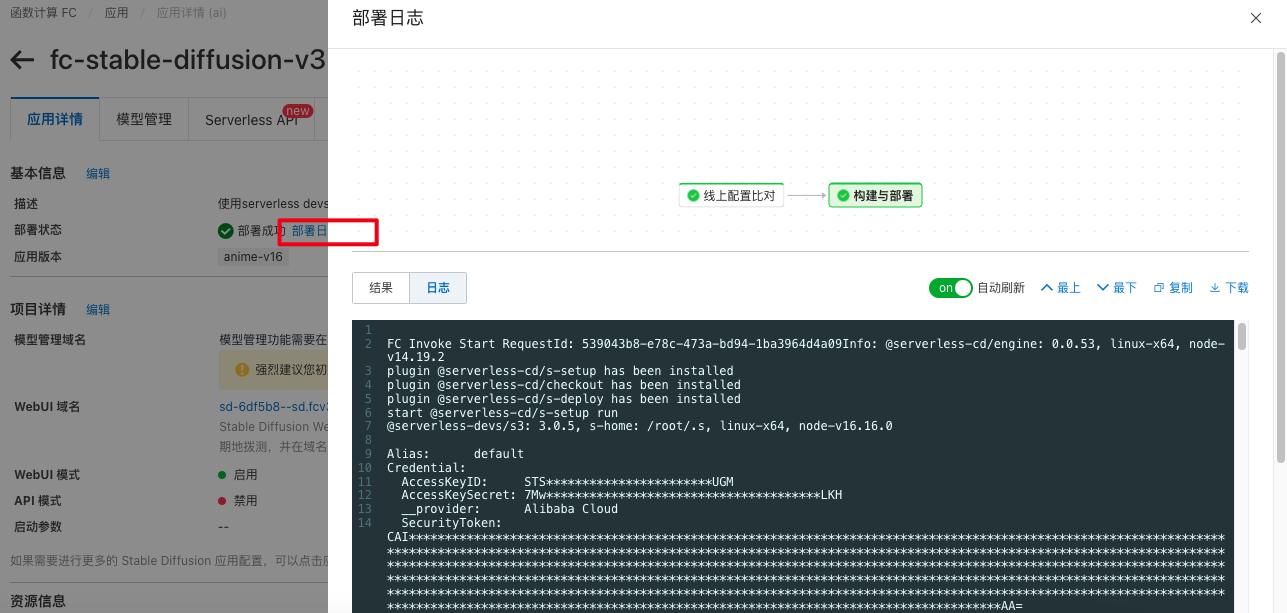 函数计算 FC / 应用 / 应用详情 (ai)
fc-stable-diffusion-v3
应用详情
模型管理
Serverless API
new
基本信息 编辑
描述 使用serverless devs
部署状态 部署成功 部署日
应用版本 anime-v16
项目详情 编辑
模型管理域名 模型管理功能需要在
强烈建议您初
WebUI 域名 sd-6df5b8--sd.fcv3
Stable Diffusion We
期地拨测，并在域名
WebUI 模式 启用
API 模式 禁用
启动参数 --
如果需要进行更多的 Stable Diffusion 应用配置，可以点击
资源信息
部署日志
线上配置比对
构建与部署
结果 日志
on 自动刷新 最上 最下 复制 下载
1
2 FC Invoke Start RequestId: 539043b8-e78c-473a-bd94-1ba3964d4a09Info: @serverless-cd/engine: 0.0.53, linux-x64, node-
v14.19.2
3 plugin @serverless-cd/s-setup has been installed
4 plugin @serverless-cd/checkout has been installed
5 plugin @serverless-cd/s-deploy has been installed
6 start @serverless-cd/s-setup run
7 @serverless-devs/s3: 3.0.5, s-home: /root/.s, linux-x64, node-v16.16.0
8
9 Alias: default
10 Credential:
11 AccessKeyID: STS***********************UGM
12 AccessKeySecret: 7Mw**************************************LKH
13 __provider: Alibaba Cloud
14 SecurityToken:
CAI*****************************************************************************************************************
********************************************************************************************************************
********************************************************************************************************************
********************************************************************************************************************
********************************************************************************************************************
*************************************************************************************AA=